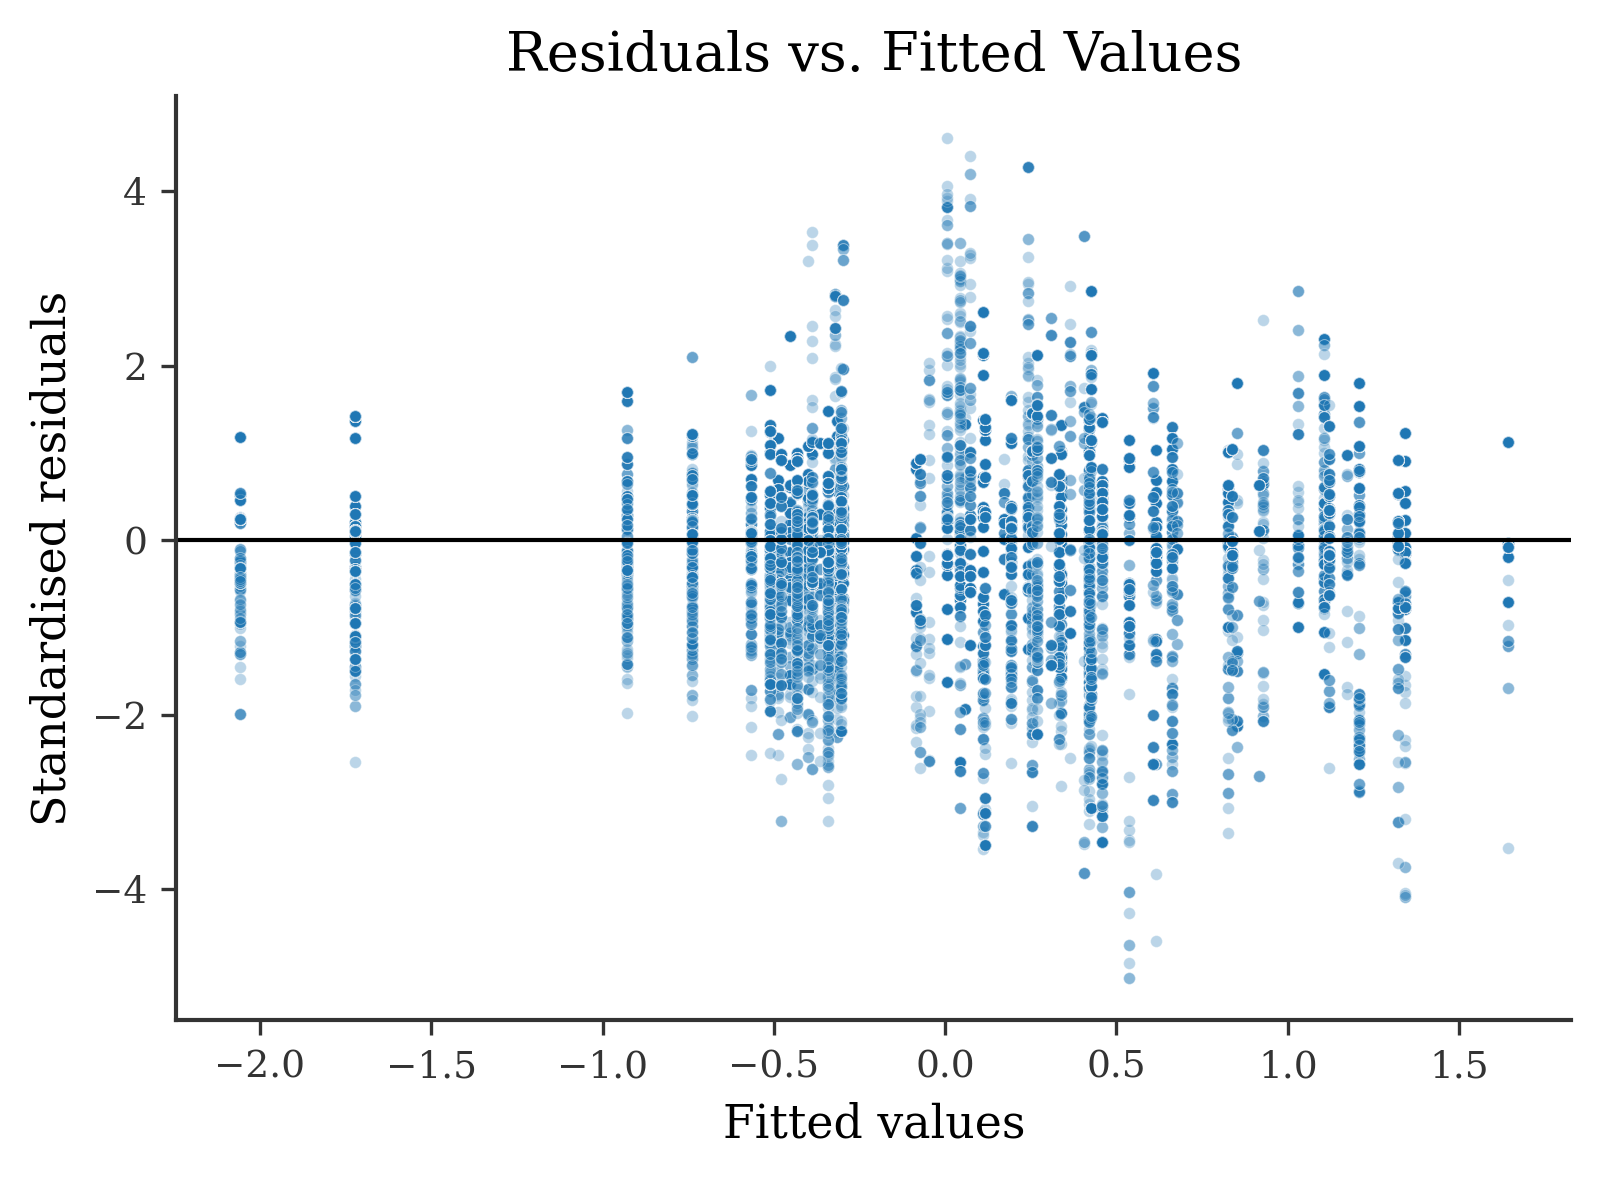 Residuals vs. Fitted Values
Standardised residuals
4
2
0
−2
−4
−2.0 −1.5 −1.0 −0.5 0.0 0.5 1.0 1.5
Fitted values